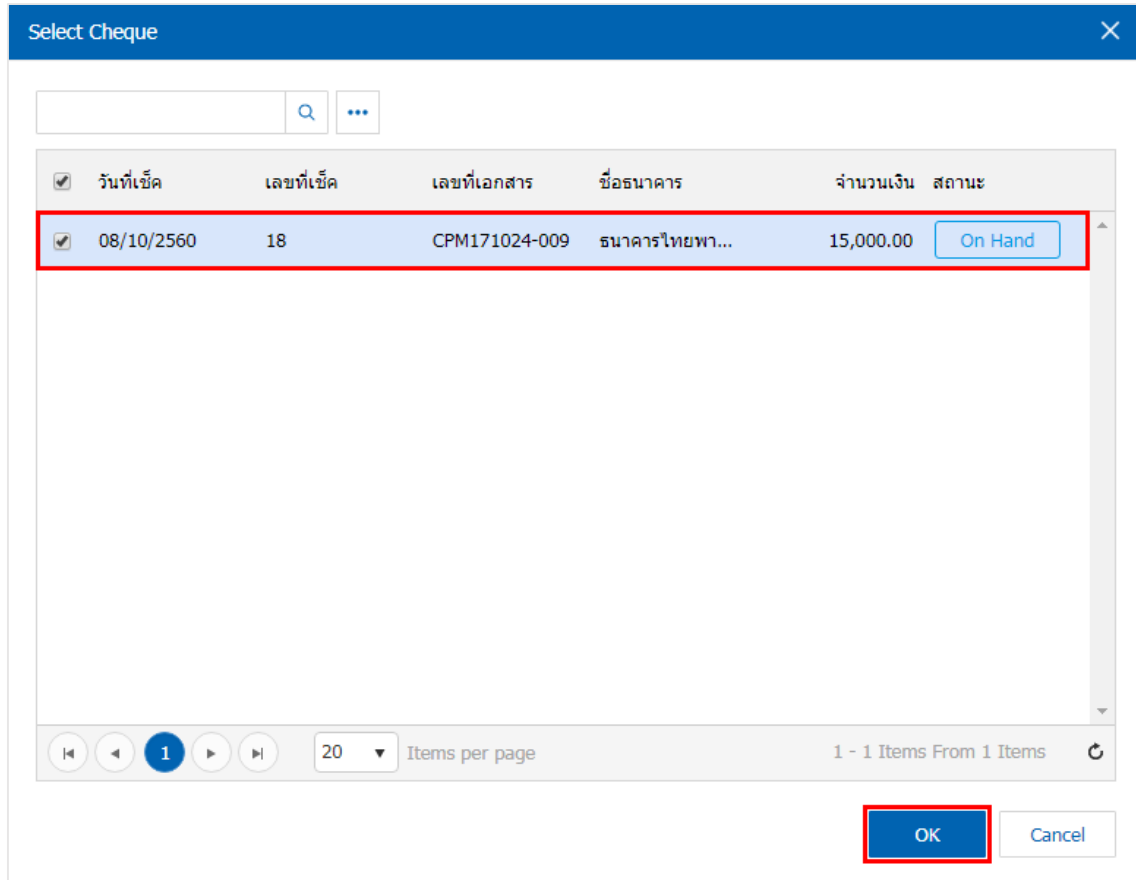 Select Cheque
วันที่เช็ค เลขที่เช็ค เลขที่เอกสาร ชื่อธนาคาร จำนวนเงิน สถานะ
08/10/2560 18 CPM171024-009 ธนาคารไทยพา... 15,000.00 On Hand
1 20 Items per page 1 - 1 Items From 1 Items
OK Cancel